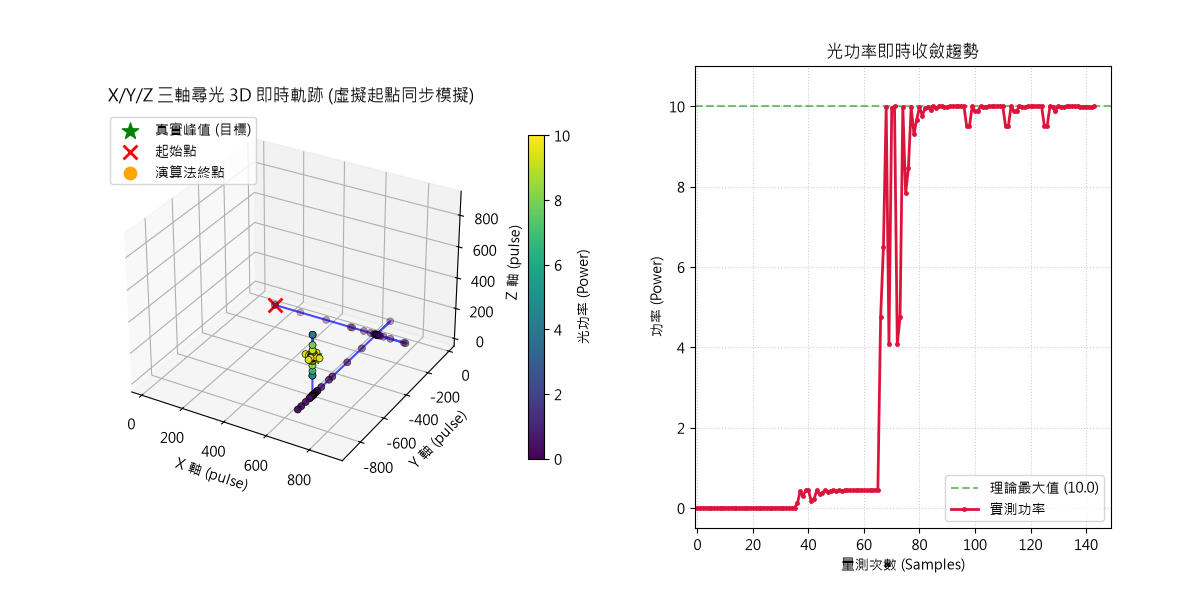 X/Y/Z 三軸尋光 3D 即時軌跡 (虛擬起點同步模擬)
真實峰值 (目標)
起始點
演算法終點
0
200
400
600
800
X 軸 (pulse)
-800
-600
-400
-200
0
Y 軸 (pulse)
0
200
400
600
800
Z 軸 (pulse)
10
8
6
4
2
0
光功率 (Power)
光功率即時收斂趨勢
10
8
6
4
2
0
功率 (Power)
0
20
40
60
80
100
120
140
量測次數 (Samples)
理論最大值 (10.0)
實測功率